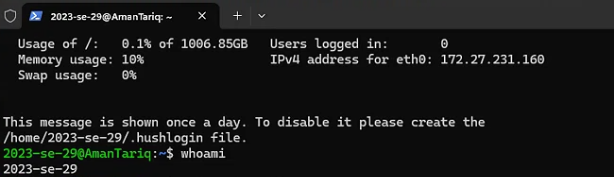 2023-se-29@AmanTariq: ~
Usage of /: 0.1% of 1006.85GB Users logged in: 0
Memory usage: 10% IPv4 address for eth0: 172.27.231.160
Swap usage: 0%
This message is shown once a day. To disable it please create the
/home/2023-se-29/.hushlogin file.
2023-se-29@AmanTariq:~$ whoami
2023-se-29